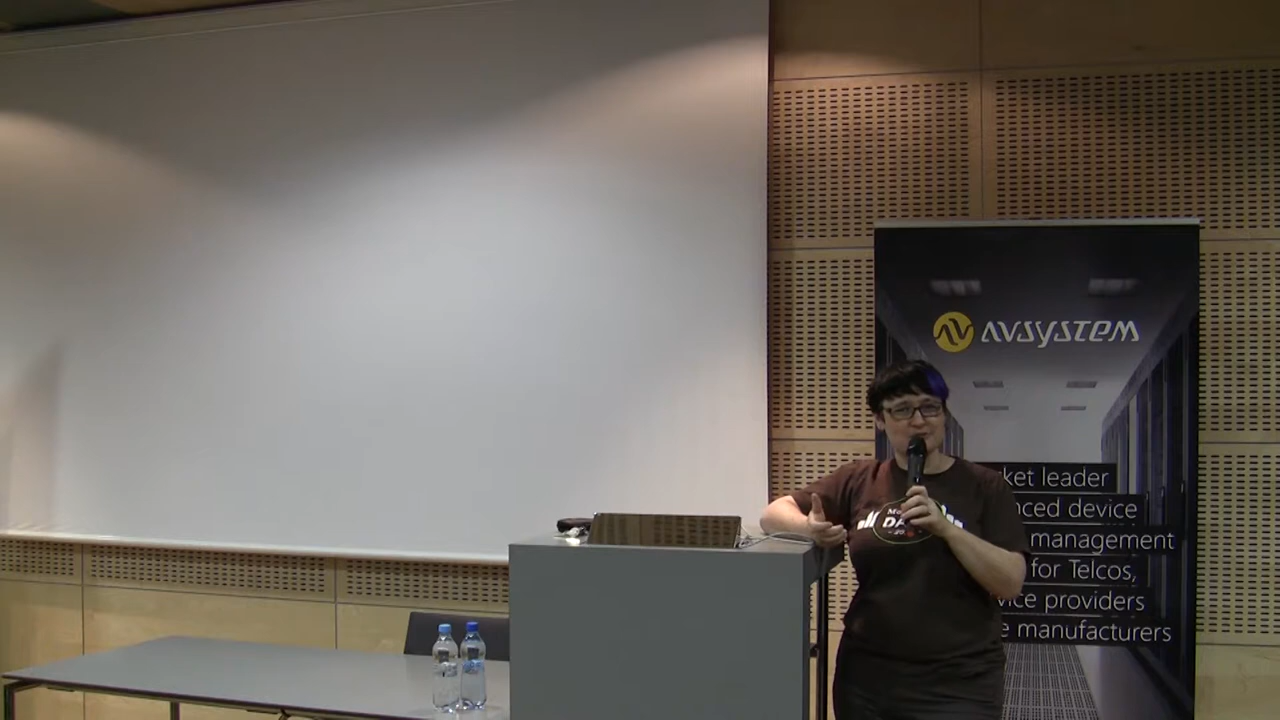 AVSYSTEM
ket leader
nced device
management
for Telcos,
vice providers
e manufacturers